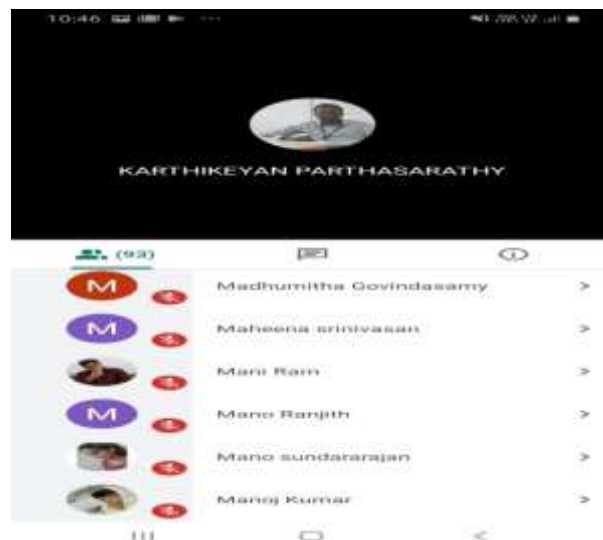 10:46
KARTHIKEYAN PARTHASARATHY
(93)
M Madhumitha Govindasamy
M Maheena srinivasan
Mani Ram
M Mano Ranjith
Mano sundararajan
Manoj Kumar